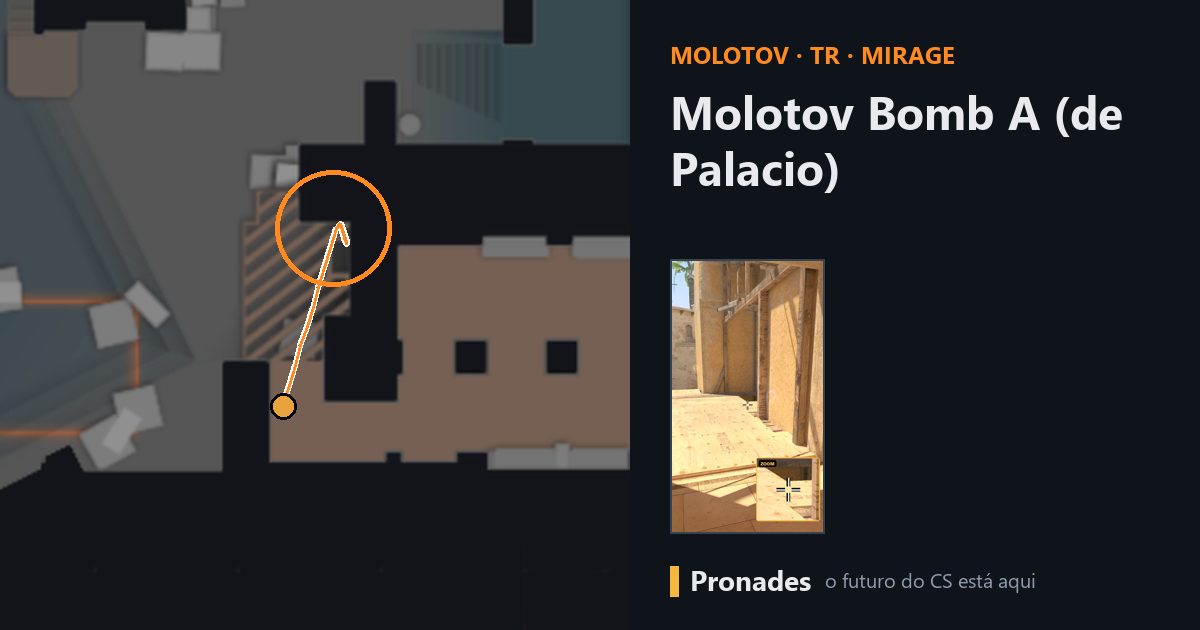 MOLOTOV · TR · MIRAGE
Molotov Bomb A (de
Palacio)
ZOOM
Pronades o futuro do CS está aqui